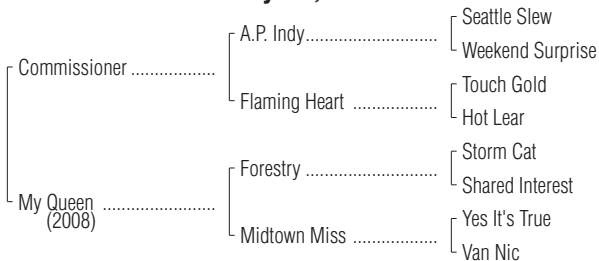 Seattle Slew
A.P. Indy..............................
Weekend Surprise
Commissioner ...................
Touch Gold
Flaming Heart ...................
Hot Lear
Storm Cat
Forestry ..............................
Shared Interest
My Queen .........................
(2008)
Yes It's True
Midtown Miss ...................
Van Nic